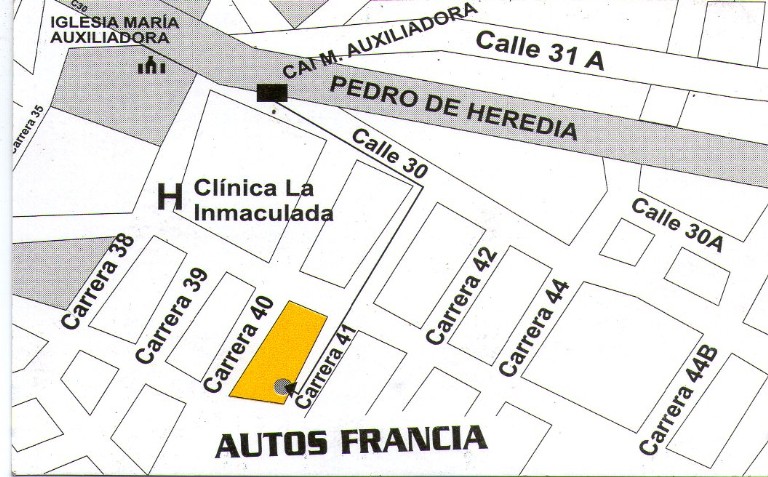 C30
IGLESIA MARÍA
AUXILIADORA
CAI M. AUXILIADORA
Calle 31 A
PEDRO DE HEREDIA
Carrera 35
Calle 30
H
Clínica La
Inmaculada
Calle 30A
Carrera 38
Carrera 39
Carrera 40
Carrera 41
Carrera 42
Carrera 44
Carrera 44B
AUTOS FRANCIA